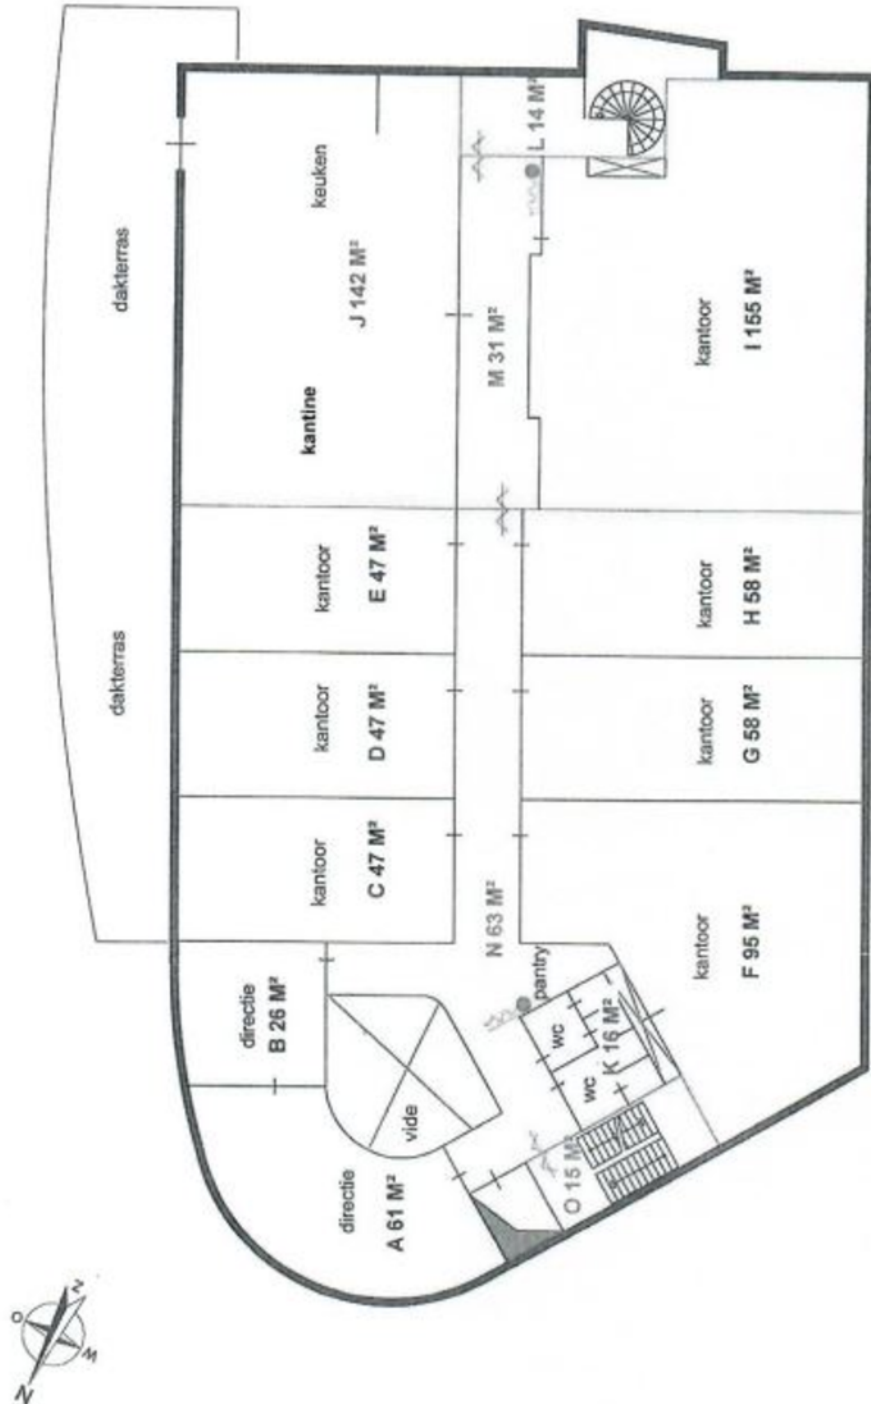 dakterras
dakterras
keuken
J 142 M²
kantine
L 14 M²
M 31 M²
kantoor
I 155 M²
kantoor
E 47 M²
kantoor
H 58 M²
kantoor
D 47 M²
kantoor
G 58 M²
kantoor
C 47 M²
N 63 M²
kantoor
F 95 M²
directie
B 26 M²
pantry
wc
K 16 M²
wc
vide
O 15 M²
directie
A 61 M²
N
O
Z
W